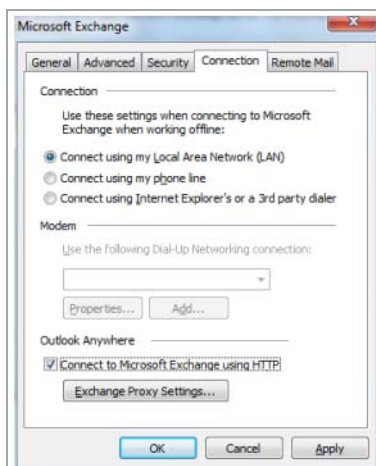 Microsoft Exchange
General Advanced Security Connection Remote Mail
Connection
Use these settings when connecting to Microsoft
Exchange when working offline:
Connect using my Local Area Network (LAN)
Connect using my phone line
Connect using Internet Explorer's or a 3rd party dialer
Modem
Use the following Dial-Up Networking connection:
Properties... Add...
Outlook Anywhere
Connect to Microsoft Exchange using HTTP
Exchange Proxy Settings...
OK Cancel Apply